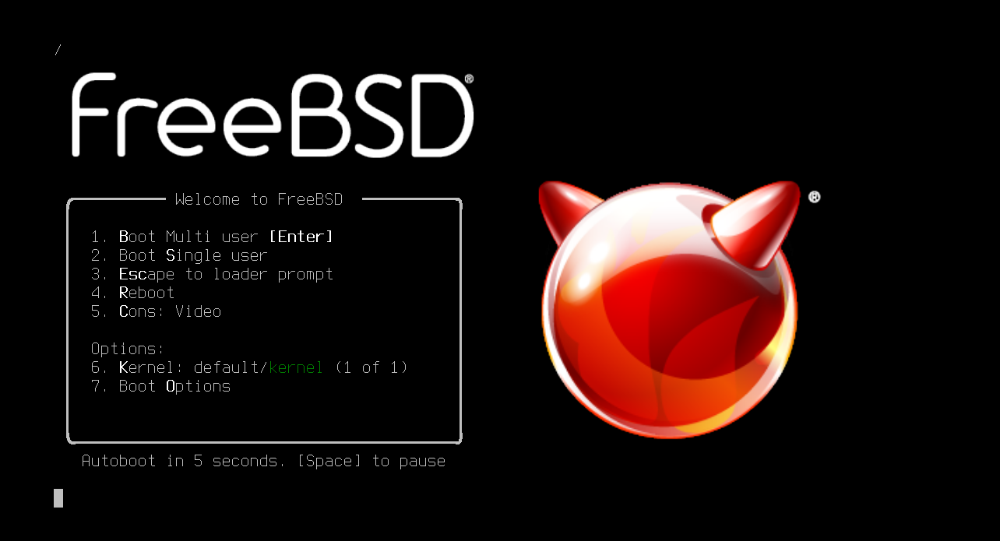 /
FreeBSD®
Welcome to FreeBSD
1. Boot Multi user [Enter]
2. Boot Single user
3. Escape to loader prompt
4. Reboot
5. Cons: Video
Options:
6. Kernel: default/kernel (1 of 1)
7. Boot Options
Autoboot in 5 seconds. [Space] to pause
®